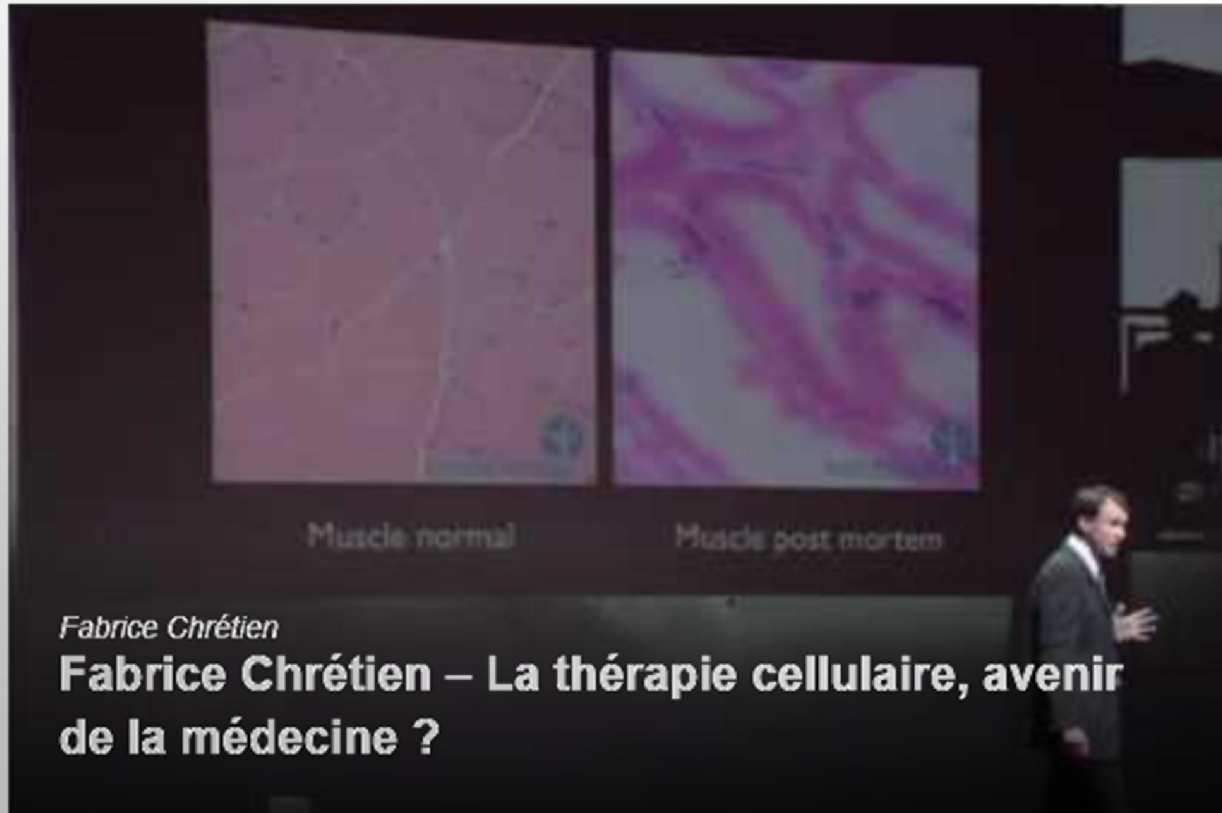 Muscle normal
Muscle post mortem
Fabrice Chrétien
Fabrice Chrétien – La thérapie cellulaire, avenir
de la médecine ?